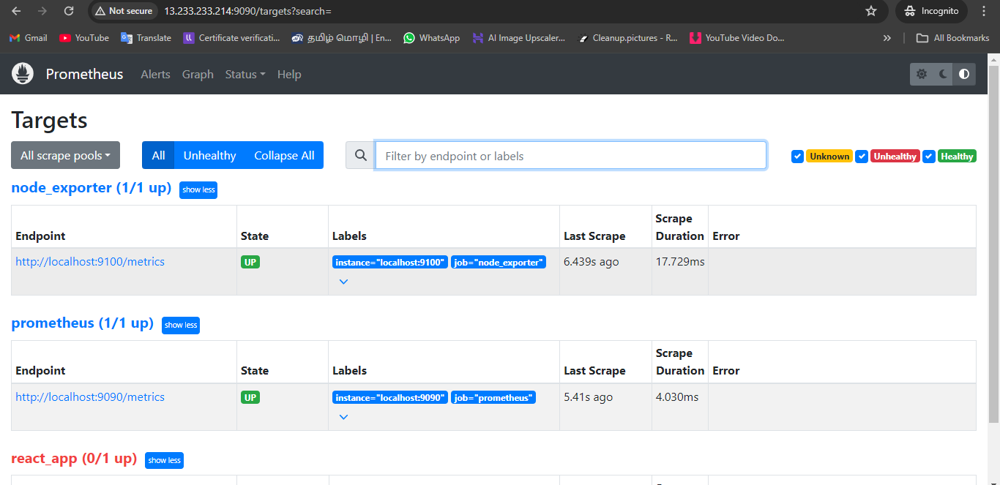 Not secure 13.233.233.214:9090/targets?search= Incognito
Gmail YouTube Translate Certificate verificati... தமிழ் மொழி | En... WhatsApp AI Image Upscaler... Cleanup.pictures - R... YouTube Video Do... » All Bookmarks
Prometheus Alerts Graph Status Help
Targets
All scrape pools All Unhealthy Collapse All Filter by endpoint or labels Unknown Unhealthy Healthy
node_exporter (1/1 up) show less
Endpoint State Labels Last Scrape Scrape Duration Error
http://localhost:9100/metrics UP instance="localhost:9100" job="node_exporter" 6.439s ago 17.729ms
prometheus (1/1 up) show less
Endpoint State Labels Last Scrape Scrape Duration Error
http://localhost:9090/metrics UP instance="localhost:9090" job="prometheus" 5.41s ago 4.030ms
react_app (0/1 up) show less